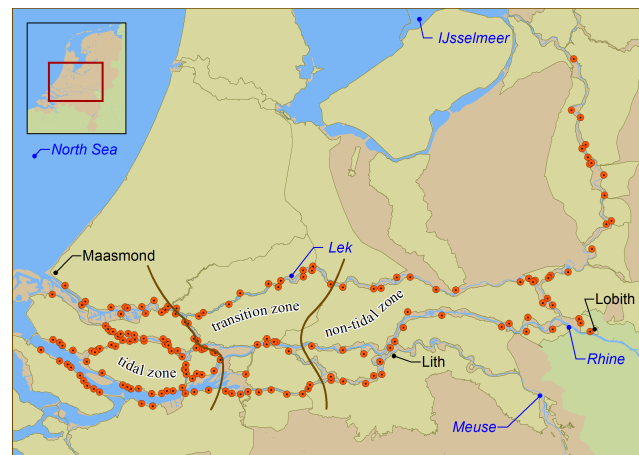 IJsselmeer
North Sea
Maasmond
Lek
transition zone
non-tidal zone
Lobith
tidal zone
Lith
Rhine
Meuse